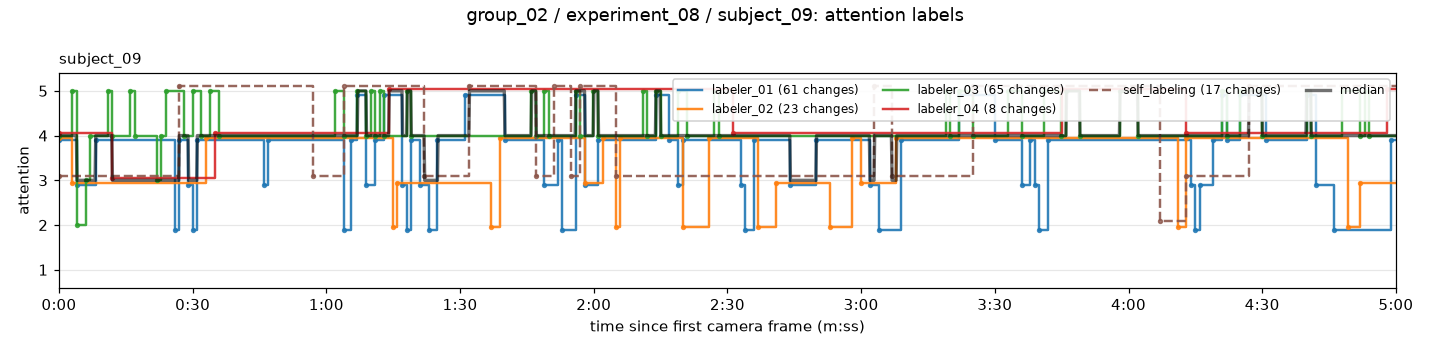 group_02 / experiment_08 / subject_09: attention labels
subject_09
labeler_01 (61 changes)
labeler_02 (23 changes)
labeler_03 (65 changes)
labeler_04 (8 changes)
self_labeling (17 changes)
median
attention
5
4
3
2
1
0:00 0:30 1:00 1:30 2:00 2:30 3:00 3:30 4:00 4:30 5:00
time since first camera frame (m:ss)